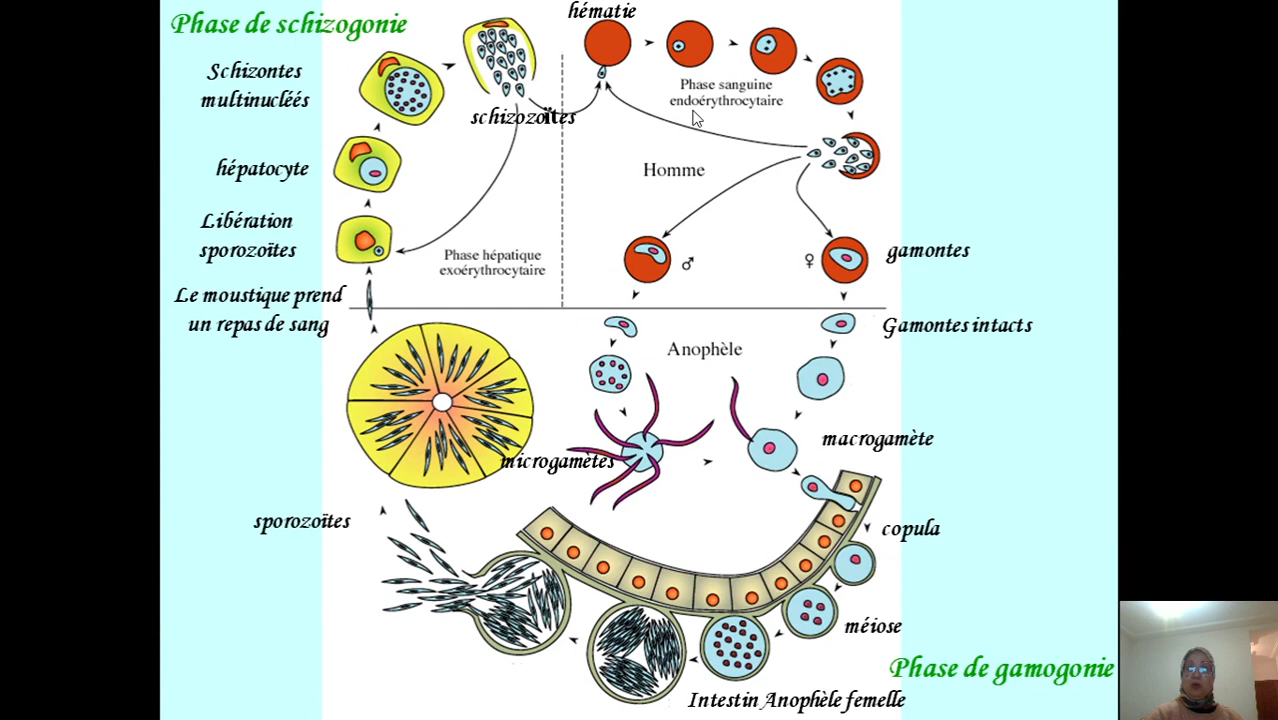 Phase de schizogonie
hématie
Schizontes
multinucléés
Phase sanguine
endoérythrocytaire
schizozoïtes
hépatocyte
Homme
Libération
sporozoïtes
Phase hépatique
exoérythrocytaire
♂
♀
gamontes
Le moustique prend
un repas de sang
Gamontes intacts
Anophèle
macrogamète
microgamètes
sporozoïtes
copula
méiose
Phase de gamogonie
Intestin Anophèle femelle